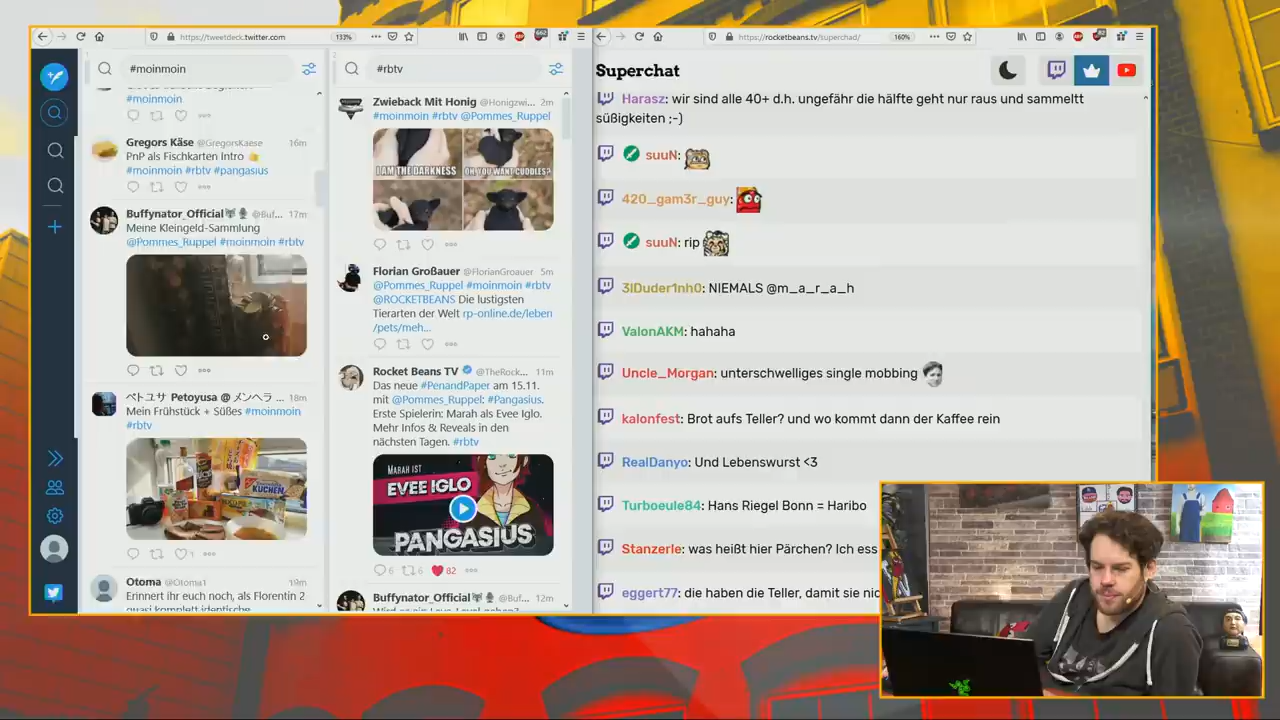 https://tweetdeck.twitter.com
133%
662
https://rocketbeans.tv/superchad/
160%
#moinmoin
#moinmoin
Gregors Käse @GregorsKaese 16m
PnP als Fischkarten Intro
#moinmoin #rbtv #pangasius
Buffynator_Official @Buf... 17m
Meine Kleingeld-Sammlung
@Pommes_Ruppel #moinmoin #rbtv
ペトユサ Petoyusa @ メンヘラ ... 18m
Mein Frühstück + Süßes #moinmoin
#rbtv
KUCHEN
1
Otoma @Otoma1 19m
Erinnert ihr euch noch, als Florentin 2
quasi komplett identische
#rbtv
Zwieback Mit Honig @Honigzwi... 2m
#moinmoin #rbtv @Pommes_Ruppel
I AM THE DARKNESS
OH, YOU WANT CUDDLES?
Florian Großauer @FlorianGroauer 5m
@Pommes_Ruppel #moinmoin #rbtv
@ROCKETBEANS Die lustigsten
Tierarten der Welt rp-online.de/leben
/pets/meh...
Rocket Beans TV @TheRock... 11m
Das neue #PenandPaper am 15.11.
mit @Pommes_Ruppel: #Pangasius.
Erste Spielerin: Marah als Evee Iglo.
Mehr Infos & Reveals in den
nächsten Tagen. #rbtv
MARAH IST
EVEE IGLO
PANGASIUS
6 6 82
Buffynator_Official @Buf... 12m
Superchat
Harasz: wir sind alle 40+ d.h. ungefähr die hälfte geht nur raus und sammeltt
süßigkeiten ;-)
suuN:
420_gam3r_guy:
suuN: rip
3lDuder1nh0: NIEMALS @m_a_r_a_h
ValonAKM: hahaha
Uncle_Morgan: unterschwelliges single mobbing
kalonfest: Brot aufs Teller? und wo kommt dann der Kaffee rein
RealDanyo: Und Lebenswurst <3
Turboeule84: Hans Riegel Bonn = Haribo
Stanzerle: was heißt hier Pärchen? Ich ess
eggert77: die haben die Teller, damit sie nic